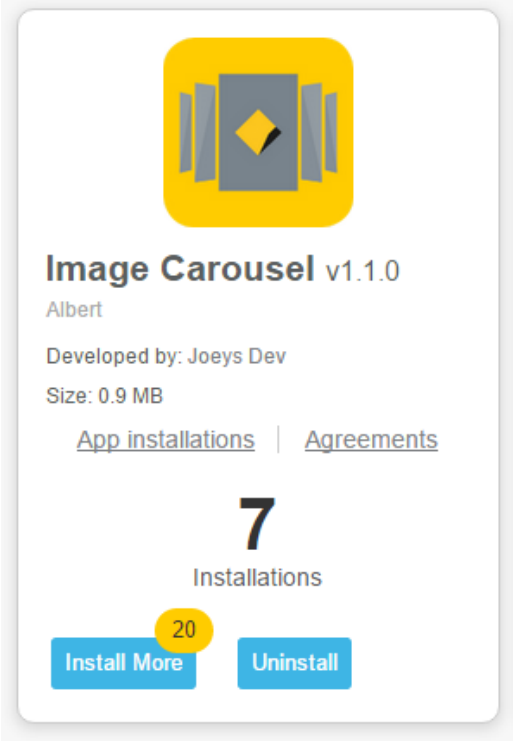 Image Carousel v1.1.0
Albert
Developed by: Joeys Dev
Size: 0.9 MB
App installations | Agreements
7
Installations
20
Install More Uninstall